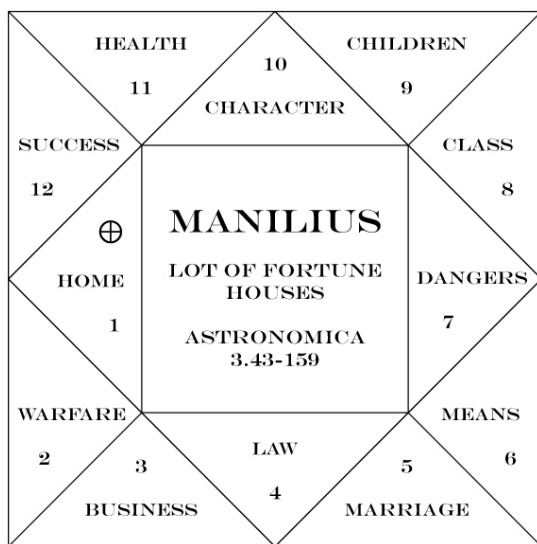 HEALTH
11
10
CHARACTER
CHILDREN
9
SUCCESS
12
CLASS
8
MANILIUS
LOT OF FORTUNE
HOUSES
ASTRONOMICA
3.43-159
HOME
1
DANGERS
7
WARFARE
2
3
BUSINESS
LAW
4
5
MARRIAGE
MEANS
6